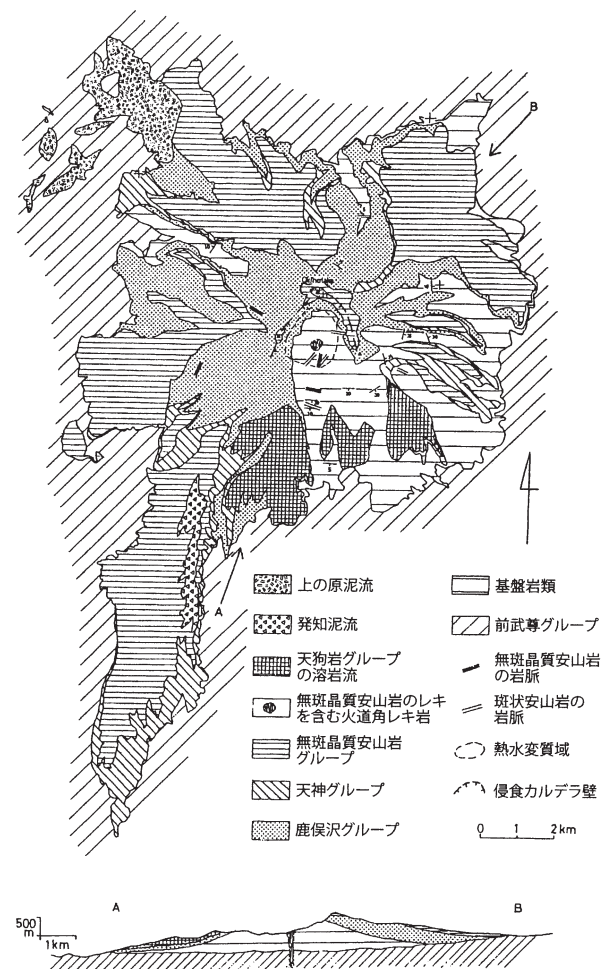 B
A
上の原泥流
発知泥流
天狗岩グループ
の溶岩流
無斑晶質安山岩のレキ
を含む火道角レキ岩
無斑晶質安山岩
グループ
天神グループ
鹿俣沢グループ
基盤岩類
前武尊グループ
無斑晶質安山岩
の岩脈
斑状安山岩の
岩脈
熱水変質域
侵食カルデラ壁
0 1 2km
A B
500
m
1km